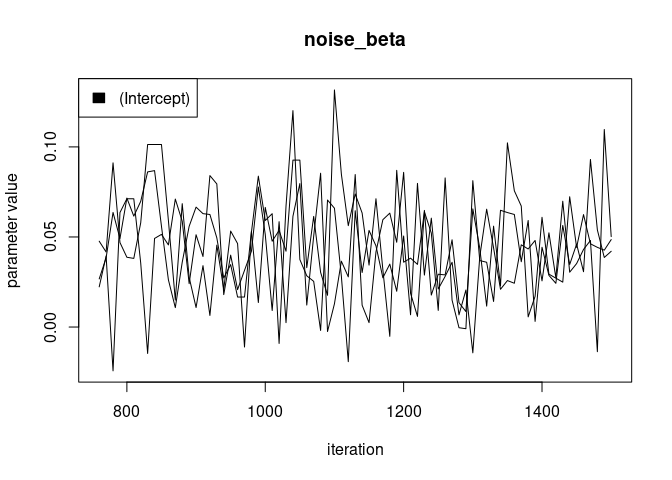 noise_beta
(Intercept)
parameter value
0.10
0.05
0.00
800 1000 1200 1400
iteration